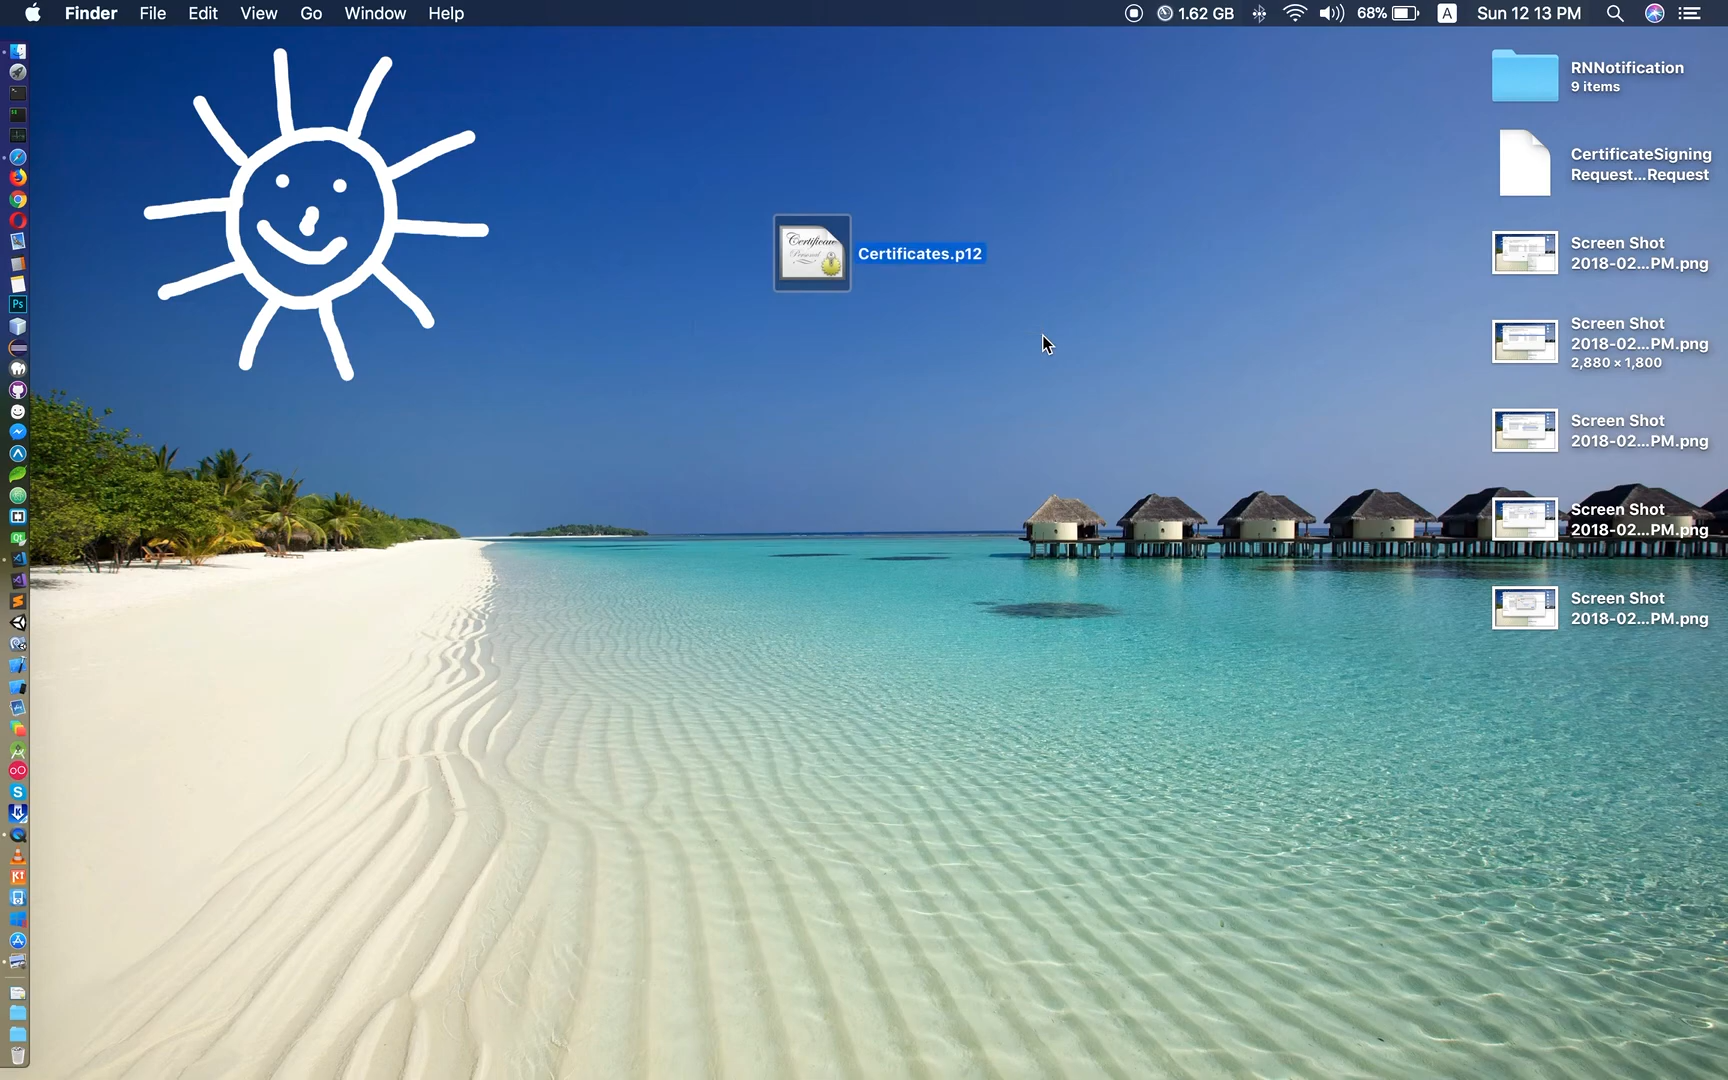 Finder File Edit View Go Window Help 1.62 GB 68% A Sun 12 13 PM
RNNotification
9 items
CertificateSigning
Request...Request
Certificates.p12
Screen Shot
2018-02...PM.png
Screen Shot
2018-02...PM.png
2,880 × 1,800
Screen Shot
2018-02...PM.png
Screen Shot
2018-02...PM.png
Screen Shot
2018-02...PM.png
Ps
Qt
S
KT